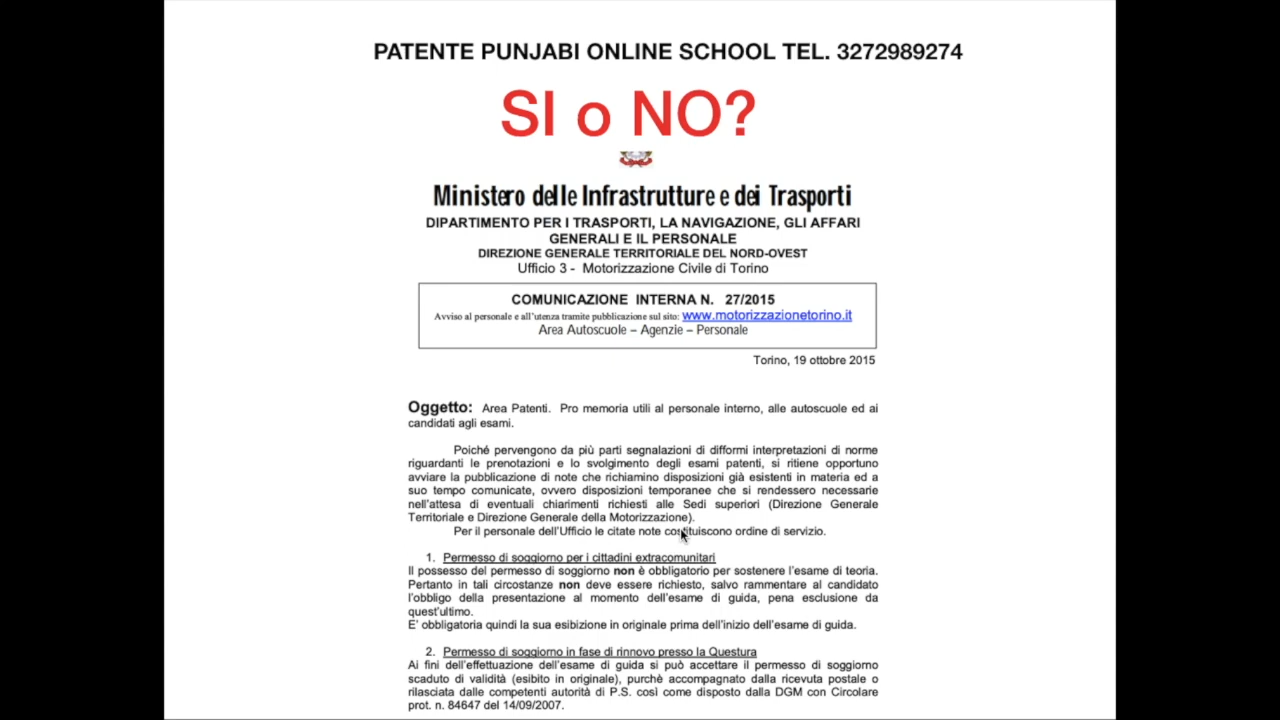 PATENTE PUNJABI ONLINE SCHOOL TEL. 3272989274
SI o NO?
Ministero delle Infrastrutture e dei Trasporti
DIPARTIMENTO PER I TRASPORTI, LA NAVIGAZIONE, GLI AFFARI
GENERALI E IL PERSONALE
DIREZIONE GENERALE TERRITORIALE DEL NORD-OVEST
Ufficio 3 - Motorizzazione Civile di Torino
COMUNICAZIONE INTERNA N. 27/2015
Avviso al personale e all'utenza tramite pubblicazione sul sito: www.motorizzazionetorino.it
Area Autoscuole – Agenzie – Personale
Torino, 19 ottobre 2015
Oggetto: Area Patenti. Pro memoria utili al personale interno, alle autoscuole ed ai
candidati agli esami.
Poiché pervengono da più parti segnalazioni di difformi interpretazioni di norme
riguardanti le prenotazioni e lo svolgimento degli esami patenti, si ritiene opportuno
avviare la pubblicazione di note che richiamino disposizioni già esistenti in materia ed a
suo tempo comunicate, ovvero disposizioni temporanee che si rendessero necessarie
nell'attesa di eventuali chiarimenti richiesti alle Sedi superiori (Direzione Generale
Territoriale e Direzione Generale della Motorizzazione).
Per il personale dell'Ufficio le citate note costituiscono ordine di servizio.
1. Permesso di soggiorno per i cittadini extracomunitari
Il possesso del permesso di soggiorno non è obbligatorio per sostenere l'esame di teoria.
Pertanto in tali circostanze non deve essere richiesto, salvo rammentare al candidato
l'obbligo della presentazione al momento dell'esame di guida, pena esclusione da
quest'ultimo.
E' obbligatoria quindi la sua esibizione in originale prima dell'inizio dell'esame di guida.
2. Permesso di soggiorno in fase di rinnovo presso la Questura
Ai fini dell'effettuazione dell'esame di guida si può accettare il permesso di soggiorno
scaduto di validità (esibito in originale), purchè accompagnato dalla ricevuta postale o
rilasciata dalle competenti autorità di P.S. così come disposto dalla DGM con Circolare
prot. n. 84647 del 14/09/2007.